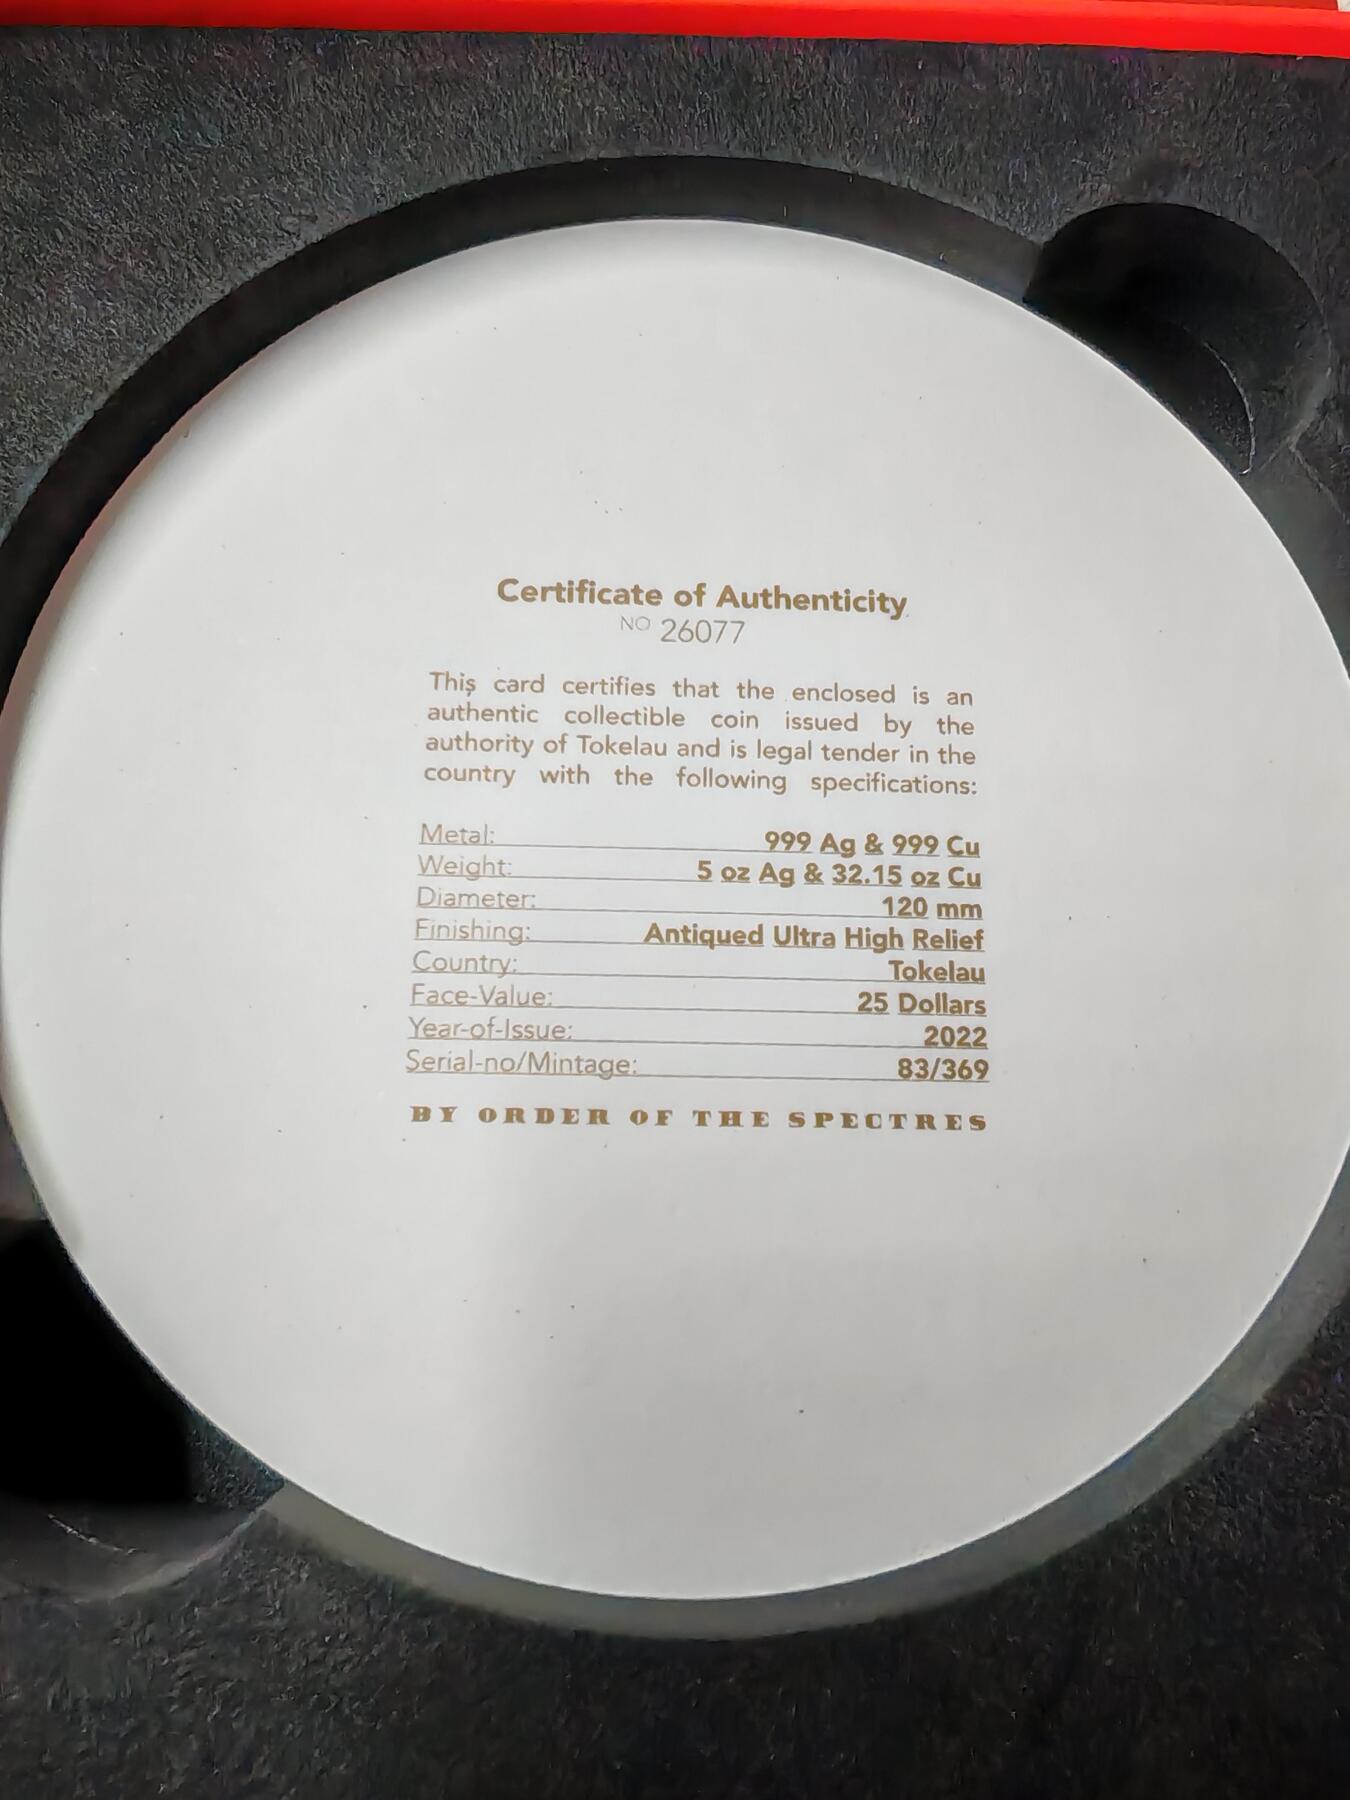 Certificate of Authenticity
NO 26077
This card certifies that the enclosed is an
authentic collectible coin issued by the
authority of Tokelau and is legal tender in the
country with the following specifications:
Metal: 999 Ag & 999 Cu
Weight: 5 oz Ag & 32.15 oz Cu
Diameter: 120 mm
Finishing: Antiqued Ultra High Relief
Country: Tokelau
Face-Value: 25 Dollars
Year-of-Issue: 2022
Serial-no/Mintage: 83/369
BY ORDER OF THE SPECTRES